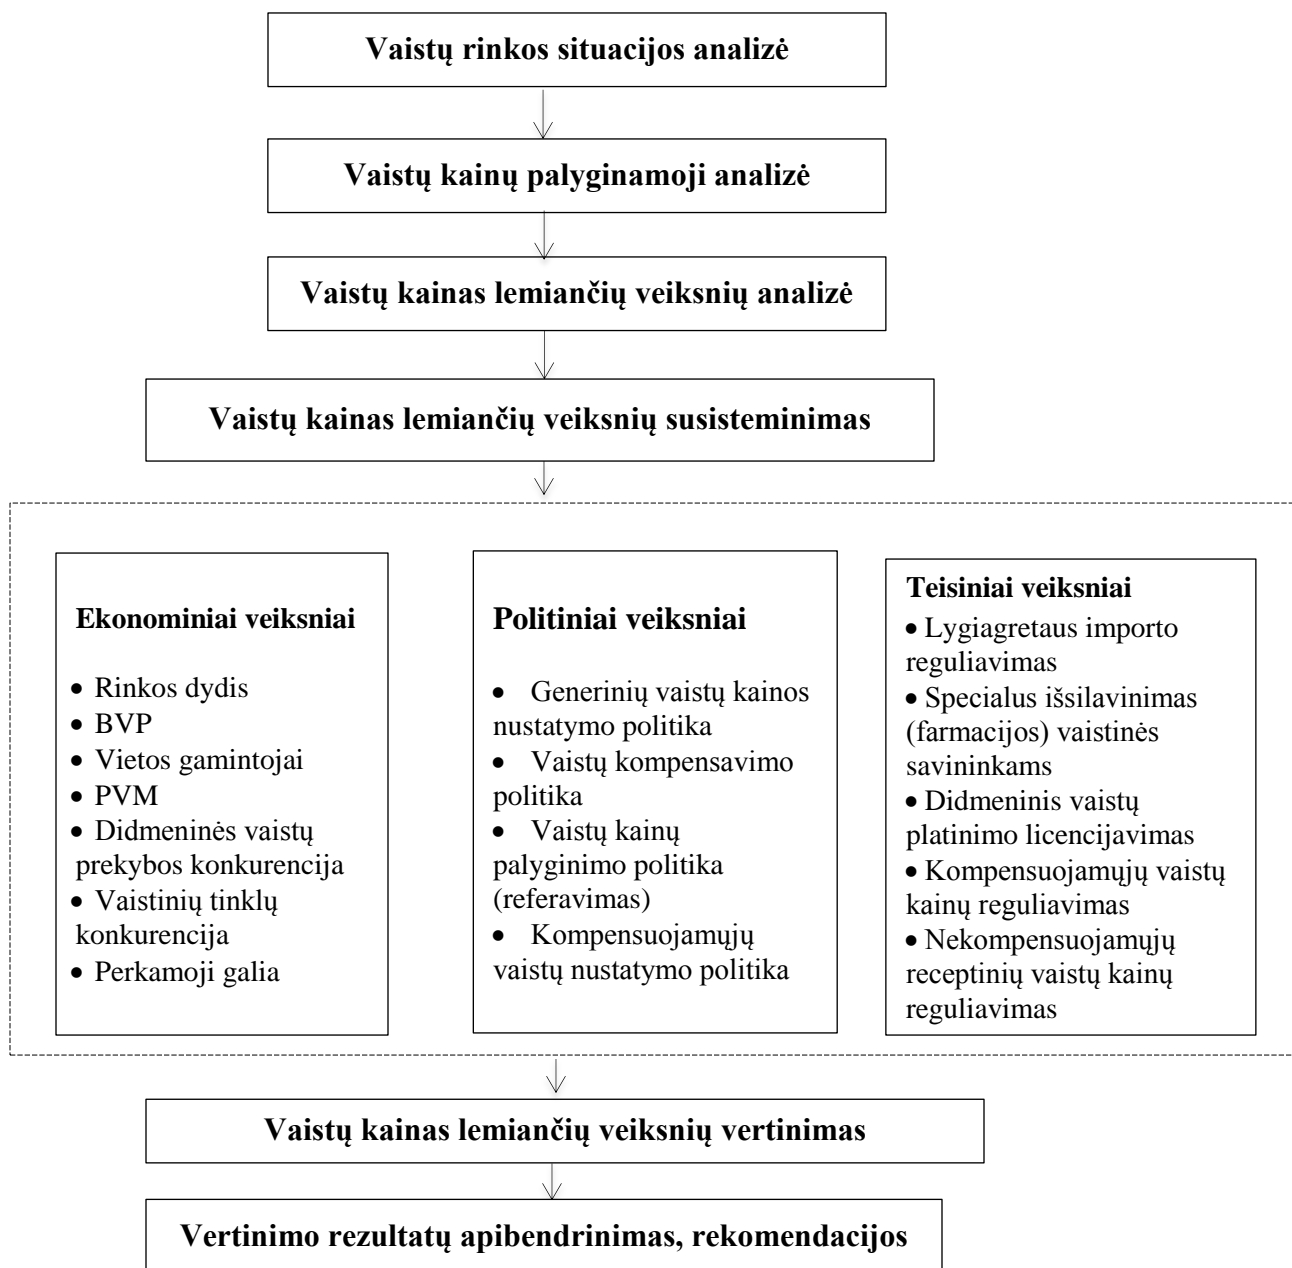 Vaistų rinkos situacijos analizė
Vaistų kainų palyginamoji analizė
Vaistų kainas lemiančių veiksnių analizė
Vaistų kainas lemiančių veiksnių susisteminimas
Ekonominiai veiksniai
• Rinkos dydis
• BVP
• Vietos gamintojai
• PVM
• Didmeninės vaistų
prekybos konkurencija
• Vaistinių tinklų
konkurencija
• Perkamoji galia
Politiniai veiksniai
• Generinių vaistų kainos
nustatymo politika
• Vaistų kompensavimo
politika
• Vaistų kainų
palyginimo politika
(referavimas)
• Kompensuojamųjų
vaistų nustatymo politika
Teisiniai veiksniai
• Lygiagretaus importo
reguliavimas
• Specialus išsilavinimas
(farmacijos) vaistinės
savininkams
• Didmeninis vaistų
platinimo licencijavimas
• Kompensuojamųjų vaistų
kainų reguliavimas
• Nekompensuojamųjų
receptinių vaistų kainų
reguliavimas
Vaistų kainas lemiančių veiksnių vertinimas
Vertinimo rezultatų apibendrinimas, rekomendacijos